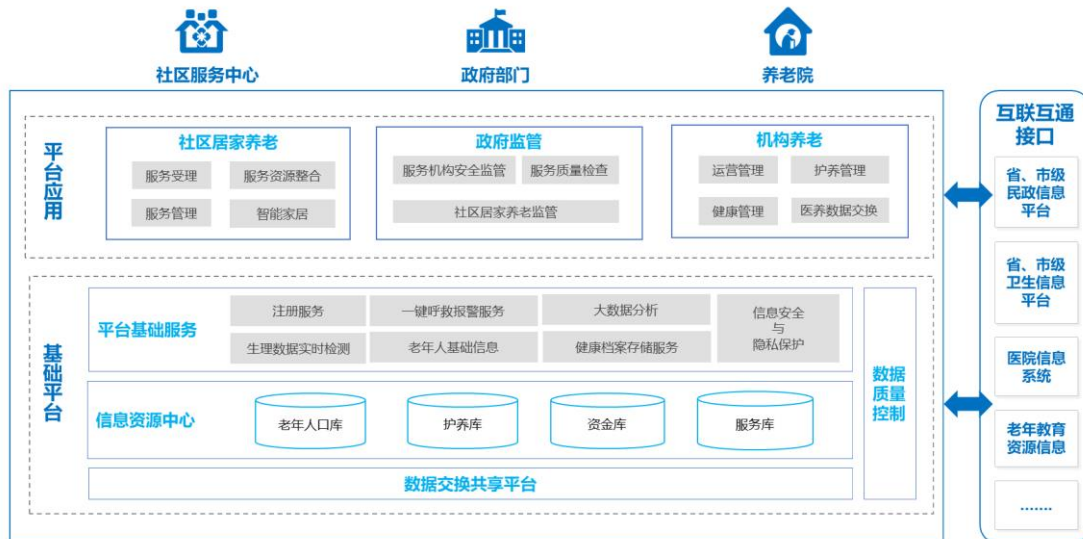 社区服务中心
政府部门
养老院
平台应用
社区居家养老
服务受理
服务资源整合
服务管理
智能家居
政府监管
服务机构安全监管
服务质量检查
社区居家养老监管
机构养老
运营管理
护养管理
健康管理
医养数据交换
基础平台
平台基础服务
注册服务
一键呼救报警服务
大数据分析
信息安全
与
隐私保护
生理数据实时检测
老年人基础信息
健康档案存储服务
信息资源中心
老年人口库
护养库
资金库
服务库
数据交换共享平台
数据
质量
控制
互联互通
接口
省、市级
民政信息
平台
省、市级
卫生信息
平台
医院信息
系统
老年教育
资源信息
.......